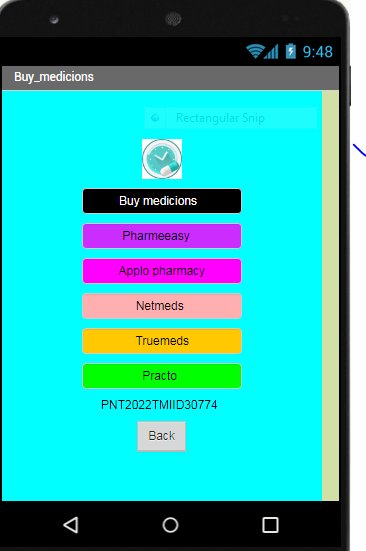 9:48
Buy_medicions
Rectangular Snip
Buy medicions
Pharmeeasy
Applo pharmacy
Netmeds
Truemeds
Practo
PNT2022TMIID30774
Back